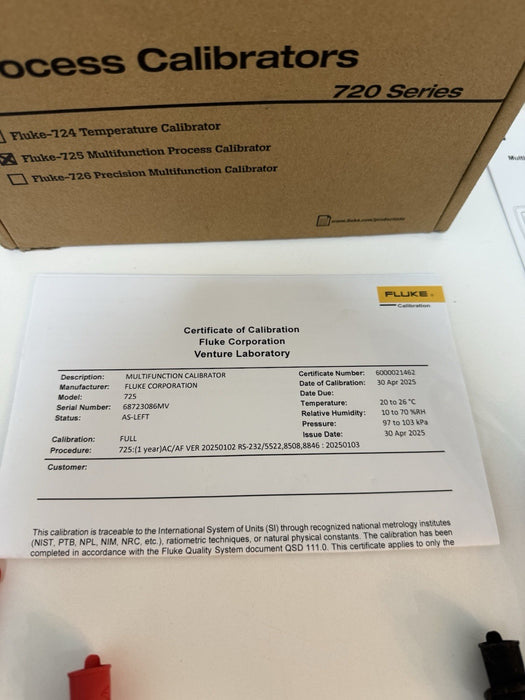 ocess Calibrators
720 Series
Fluke-724 Temperature Calibrator
Fluke-725 Multifunction Process Calibrator
Fluke-726 Precision Multifunction Calibrator
www.fluke.com/productinfo
Multi
FLUKE
Calibration
Certificate of Calibration
Fluke Corporation
Venture Laboratory
Description: MULTIFUNCTION CALIBRATOR
Manufacturer: FLUKE CORPORATION
Model: 725
Serial Number: 68723086MV
Status: AS-LEFT
Calibration: FULL
Procedure: 725:(1 year)AC/AF VER 20250102 RS-232/5522,8508,8846 : 20250103
Certificate Number: 6000021462
Date of Calibration: 30 Apr 2025
Date Due:
Temperature: 20 to 26 °C
Relative Humidity: 10 to 70 %RH
Pressure: 97 to 103 kPa
Issue Date: 30 Apr 2025
Customer:
This calibration is traceable to the International System of Units (SI) through recognized national metrology institutes
(NIST, PTB, NPL, NIM, NRC, etc.), ratiometric techniques, or natural physical constants. The calibration has been
completed in accordance with the Fluke Quality System document QSD 111.0. This certificate applies to only the